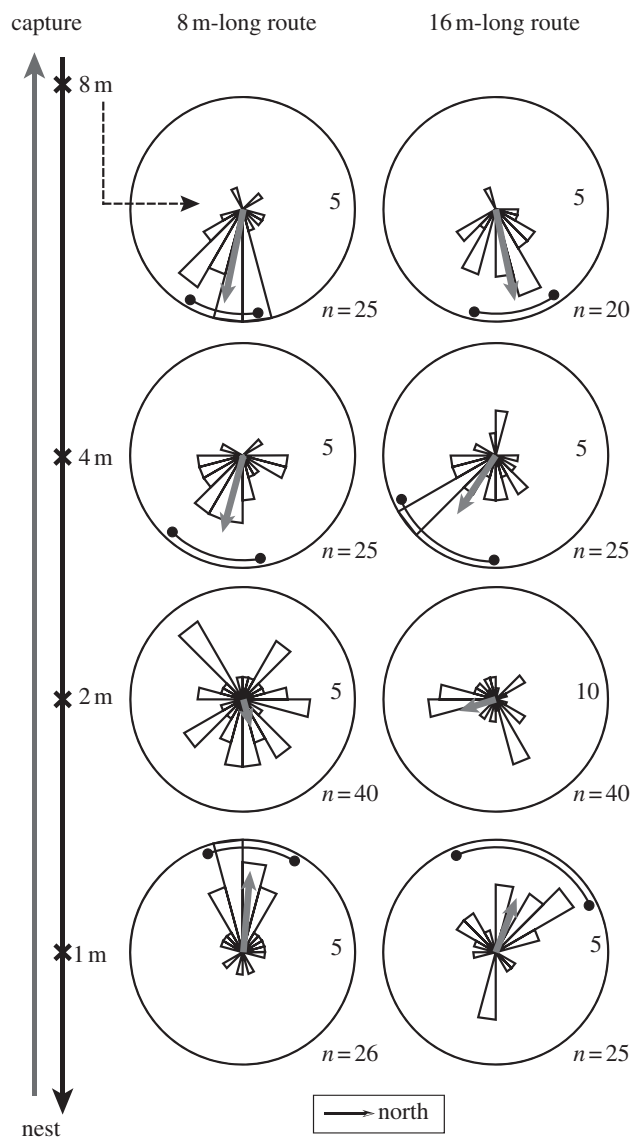 capture 8 m-long route 16 m-long route
8 m
5 5
n=25 n=20
4 m 5 5
n=25 n=25
2 m 5 10
n=40 n=40
1 m 5 5
n=26 n=25
north
nest